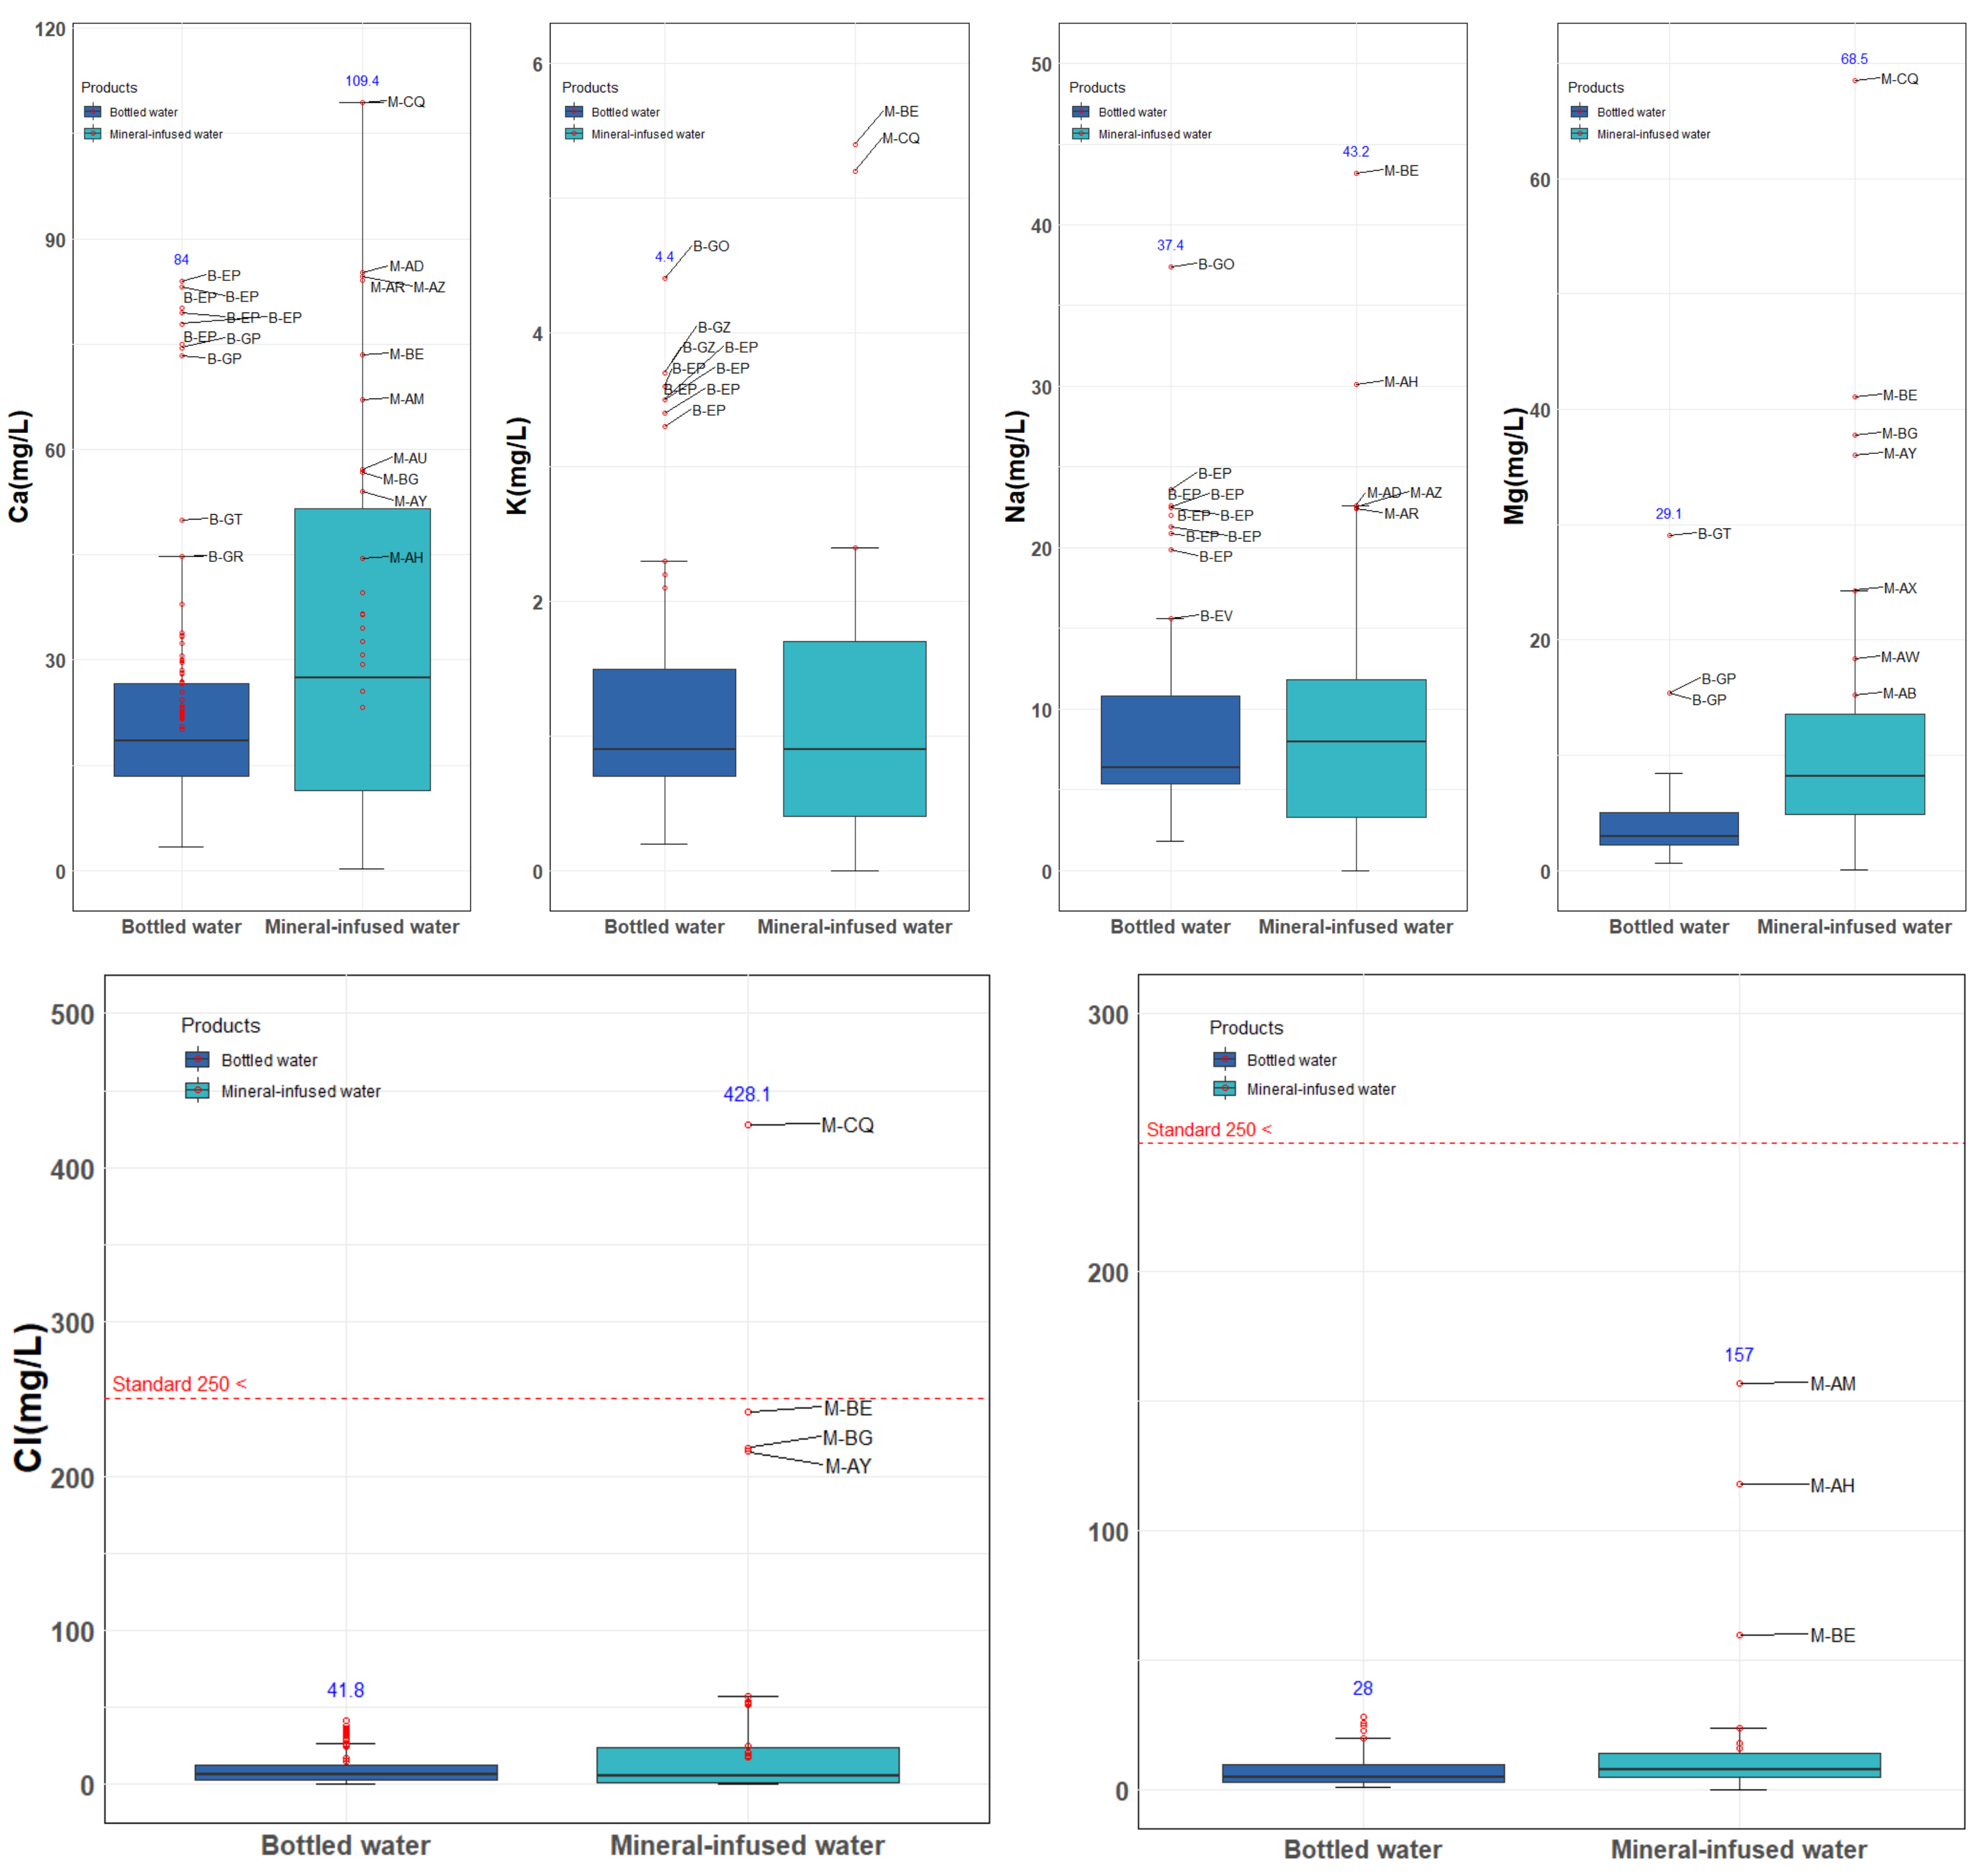 Ca(mg/L)
120
90
60
30
0
Products
Bottled water
Mineral-infused water
109.4
M-CQ
84
B-EP
B-EP B-EP
B-EP B-EP
B-EP B-GP
B-GP
B-GT
B-GR
M-AD
M-AR M-AZ
M-BE
M-AM
M-AU
M-BG
M-AY
M-AH
Bottled water Mineral-infused water
K(mg/L)
6
4
2
0
Products
Bottled water
Mineral-infused water
M-BE
M-CQ
4.4
B-GO
B-GZ
B-GZ B-EP
B-EP B-EP
B-EP B-EP
B-EP
Bottled water Mineral-infused water
Na(mg/L)
50
40
30
20
10
0
Products
Bottled water
Mineral-infused water
43.2
M-BE
37.4
B-GO
M-AH
B-EP
B-EP B-EP
B-EP B-EP
B-EP B-EP
B-EP
B-EV
M-AD M-AZ
M-AR
Bottled water Mineral-infused water
Mg(mg/L)
60
40
20
0
Products
Bottled water
Mineral-infused water
68.5
M-CQ
M-BE
M-BG
M-AY
29.1
B-GT
M-AX
M-AW
M-AB
B-GP
B-GP
Bottled water Mineral-infused water
Cl(mg/L)
500
400
300
200
100
0
Products
Bottled water
Mineral-infused water
428.1
M-CQ
Standard 250 <
M-BE
M-BG
M-AY
41.8
Bottled water Mineral-infused water
300
200
100
0
Products
Bottled water
Mineral-infused water
Standard 250 <
157
M-AM
M-AH
M-BE
28
Bottled water Mineral-infused water